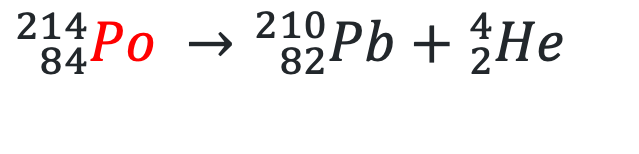 ²¹⁴₈₄Po → ²¹⁰₈₂Pb + ⁴₂He